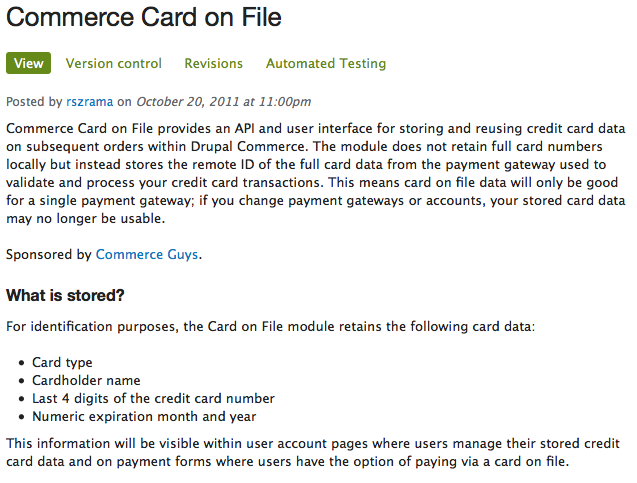 Commerce Card on File
View Version control Revisions Automated Testing
Posted by rszrama on October 20, 2011 at 11:00pm
Commerce Card on File provides an API and user interface for storing and reusing credit card data
on subsequent orders within Drupal Commerce. The module does not retain full card numbers
locally but instead stores the remote ID of the full card data from the payment gateway used to
validate and process your credit card transactions. This means card on file data will only be good
for a single payment gateway; if you change payment gateways or accounts, your stored card data
may no longer be usable.
Sponsored by Commerce Guys.
What is stored?
For identification purposes, the Card on File module retains the following card data:
• Card type
• Cardholder name
• Last 4 digits of the credit card number
• Numeric expiration month and year
This information will be visible within user account pages where users manage their stored credit
card data and on payment forms where users have the option of paying via a card on file.